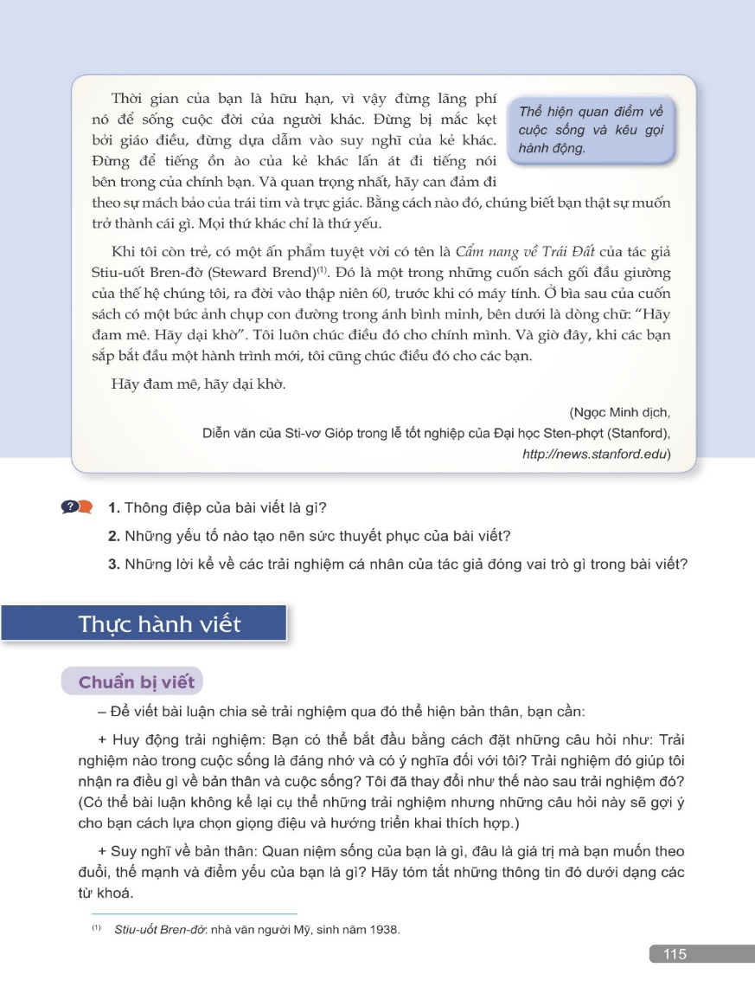 Thời gian của bạn là hữu hạn, vì vậy đừng lãng phí
nó để sống cuộc đời của người khác. Đừng bị mắc kẹt
bởi giáo điều, đừng dựa dẫm vào suy nghĩ của kẻ khác.
Đừng để tiếng ồn ào của kẻ khác lấn át đi tiếng nói
bên trong của chính bạn. Và quan trọng nhất, hãy can đảm đi
theo sự mách bảo của trái tim và trực giác. Bằng cách nào đó, chúng biết bạn thật sự muốn
trở thành cái gì. Mọi thứ khác chỉ là thứ yếu.
Thể hiện quan điểm về
cuộc sống và kêu gọi
hành động.
Khi tôi còn trẻ, có một ấn phẩm tuyệt vời có tên là Cẩm nang về Trái Đất của tác giả
Stiu-uốt Bren-đờ (Steward Brend)(1). Đó là một trong những cuốn sách gối đầu giường
của thế hệ chúng tôi, ra đời vào thập niên 60, trước khi có máy tính. Ở bìa sau của cuốn
sách có một bức ảnh chụp con đường trong ánh bình minh, bên dưới là dòng chữ: “Hãy
đam mê. Hãy dại khờ”. Tôi luôn chúc điều đó cho chính mình. Và giờ đây, khi các bạn
sắp bắt đầu một hành trình mới, tôi cũng chúc điều đó cho các bạn.
Hãy đam mê, hãy dại khờ.
(Ngọc Minh dịch,
Diễn văn của Sti-vơ Gióp trong lễ tốt nghiệp của Đại học Sten-phợt (Stanford),
http://news.stanford.edu)
?
1. Thông điệp của bài viết là gì?
2. Những yếu tố nào tạo nên sức thuyết phục của bài viết?
3. Những lời kể về các trải nghiệm cá nhân của tác giả đóng vai trò gì trong bài viết?
Thực hành viết
Chuẩn bị viết
– Để viết bài luận chia sẻ trải nghiệm qua đó thể hiện bản thân, bạn cần:
+ Huy động trải nghiệm: Bạn có thể bắt đầu bằng cách đặt những câu hỏi như: Trải
nghiệm nào trong cuộc sống là đáng nhớ và có ý nghĩa đối với tôi? Trải nghiệm đó giúp tôi
nhận ra điều gì về bản thân và cuộc sống? Tôi đã thay đổi như thế nào sau trải nghiệm đó?
(Có thể bài luận không kể lại cụ thể những trải nghiệm nhưng những câu hỏi này sẽ gợi ý
cho bạn cách lựa chọn giọng điệu và hướng triển khai thích hợp.)
+ Suy nghĩ về bản thân: Quan niệm sống của bạn là gì, đâu là giá trị mà bạn muốn theo
đuổi, thế mạnh và điểm yếu của bạn là gì? Hãy tóm tắt những thông tin đó dưới dạng các
từ khoá.
(1) Stiu-uốt Bren-đờ: nhà văn người Mỹ, sinh năm 1938.
115